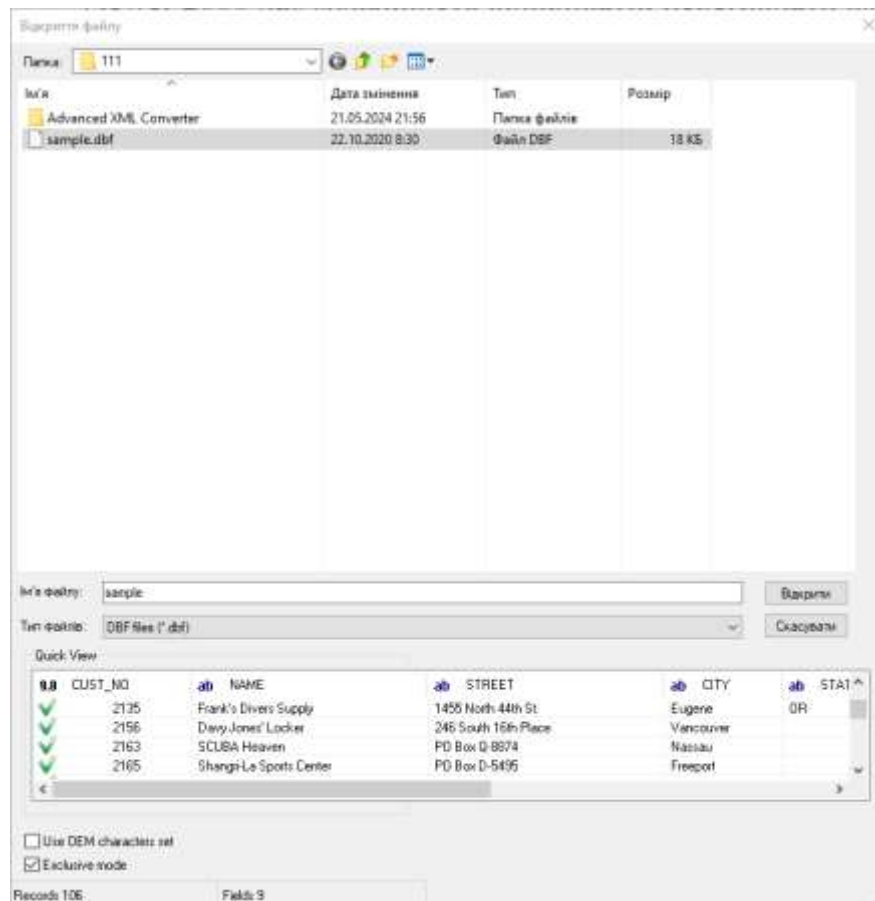 Відкриття файлу
Папка: 111
Ім'я Дата змінення Тип Розмір
Advanced XML Converter 21.05.2024 21:56 Папка файлів
sample.dbf 22.10.2020 8:30 Файл DBF 18 КБ
Ім'я файлу: sample Відкрити
Тип файлів: DBF files (*.dbf) Скасувати
Quick View
9.8 CUST_NO ab NAME ab STREET ab CITY ab STAT
2135 Frank's Divers Supply 1455 North 44th St. Eugene OR
2156 Davy Jones' Locker 246 South 16th Place Vancouver
2163 SCUBA Heaven PO Box Q-8874 Nassau
2165 Shangri-La Sports Center PO Box D-5495 Freeport
Use OEM characters set
Exclusive mode
Records 106 Fields 9